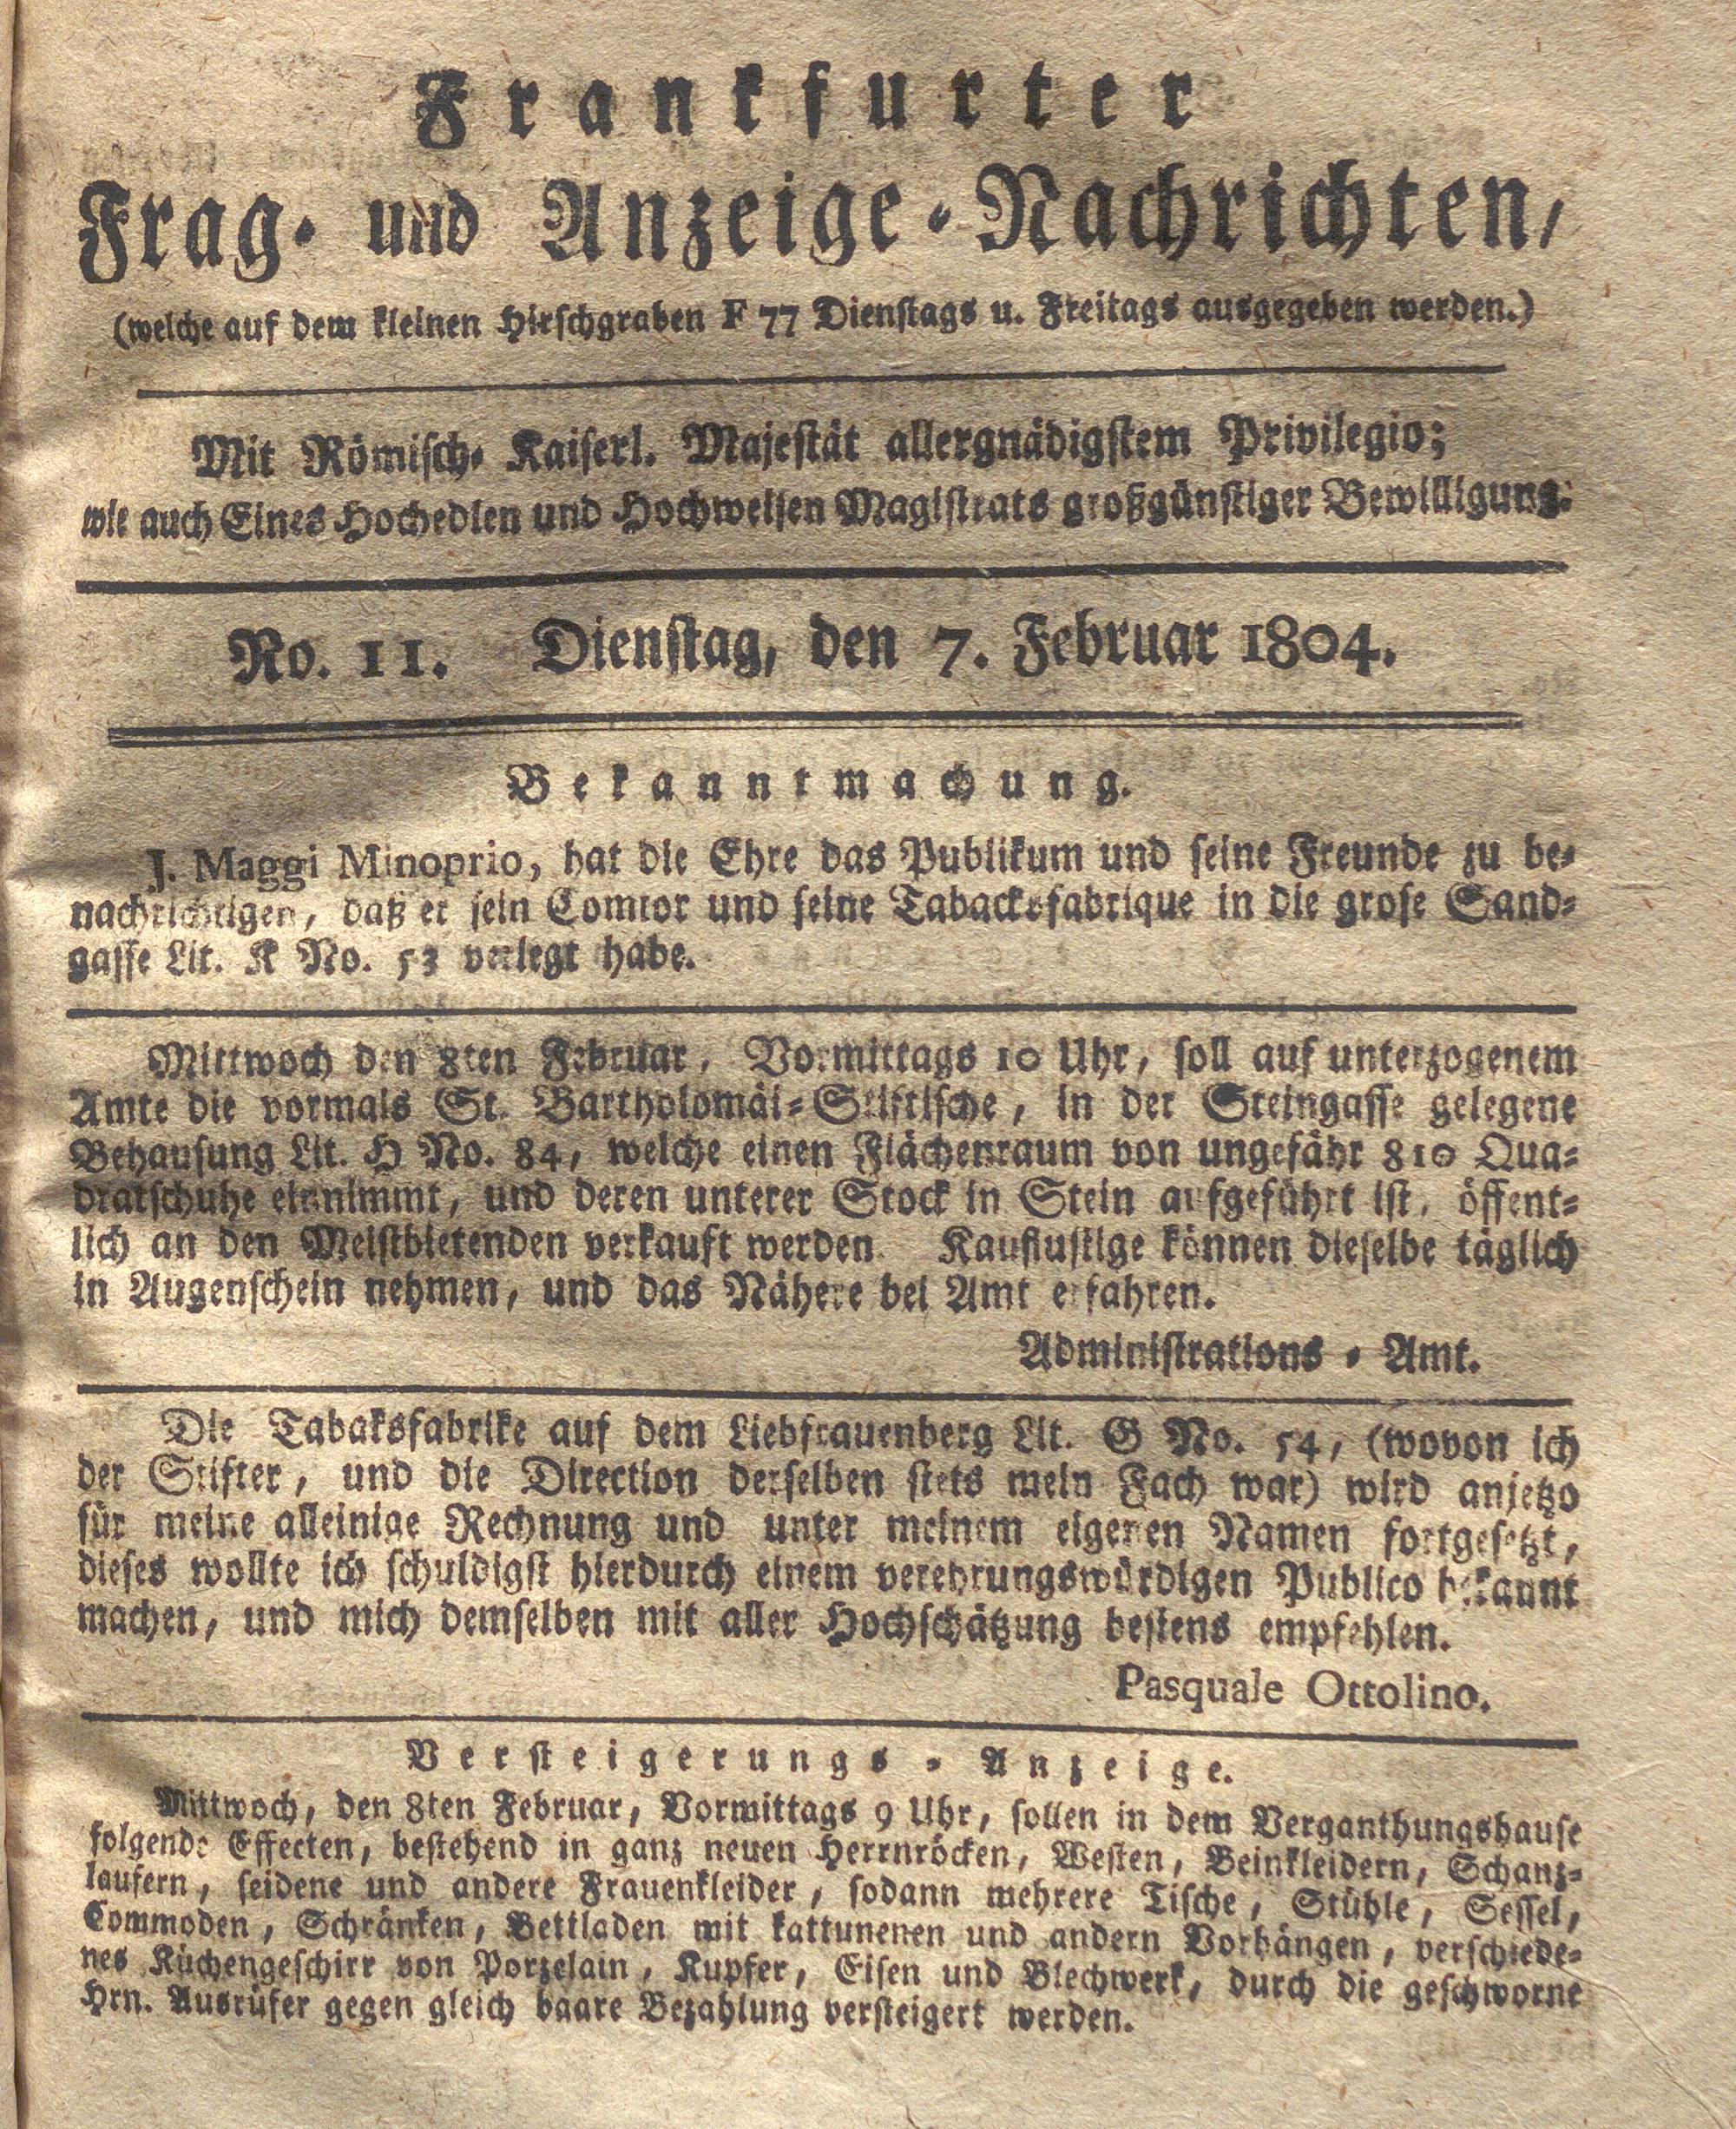 Frankfurter
Frag- und Anzeige-Nachrichten,
(welche auf dem kleinen Hirschgraben F 77 Dienstags u. Freitags ausgegeben werden.)
Mit Römisch- Kaiserl. Majestät allergnädigstem Privilegio;
wie auch Eines Hochedlen und Hochweisen Magistrats großgünstiger Bewilligung.
No. 11. Dienstag, den 7. Februar 1804.
Bekanntmachung.
J. Maggi Minoprio, hat die Ehre das Publikum und seine Freunde zu be-
nachrichtigen, daß er sein Comtor und seine Tabacksfabrique in die grose Sand-
gasse Lit. K No. 53 verlegt habe.
Mittwoch den 8ten Februar, Vormittags 10 Uhr, soll auf unterzogenem
Amte die vormals St. Bartholomäi-Stiftische, in der Steingasse gelegene
Behausung Lit. H No. 84, welche einen Flächenraum von ungefähr 810 Qua-
dratschuhe einnimmt, und deren unterer Stock in Stein aufgeführt ist, öffent-
lich an den Meistbietenden verkauft werden. Kauflustige können dieselbe täglich
in Augenschein nehmen, und das Nähere bei Amt erfahren.
Administrations-Amt.
Die Tabaksfabrike auf dem Liebfrauenberg Lit. G No. 54, (wovon ich
der Stifter, und die Direction derselben stets mein Fach war) wird anjetzo
für meine alleinige Rechnung und unter meinem eigenen Namen fortgesetzt,
dieses wollte ich schuldigst hierdurch einem verehrungswürdigen Publico bekannt
machen, und mich demselben mit aller Hochschätzung bestens empfehlen.
Pasquale Ottolino.
Versteigerungs-Anzeige.
Mittwoch, den 8ten Februar, Vormittags 9 Uhr, sollen in dem Verganthungshause
folgende Effecten, bestehend in ganz neuen Herrnröcken, Westen, Beinkleidern, Schanz-
laufern, seidene und andere Frauenkleider, sodann mehrere Tische, Stühle, Sessel,
Commoden, Schränken, Bettladen mit kattunenen und andern Vorhängen, verschiede-
nes Küchengeschirr von Porzelain, Kupfer, Eisen und Blechwerk, durch die geschworne
Hrn. Ausrüfer gegen gleich baare Bezahlung versteigert werden.